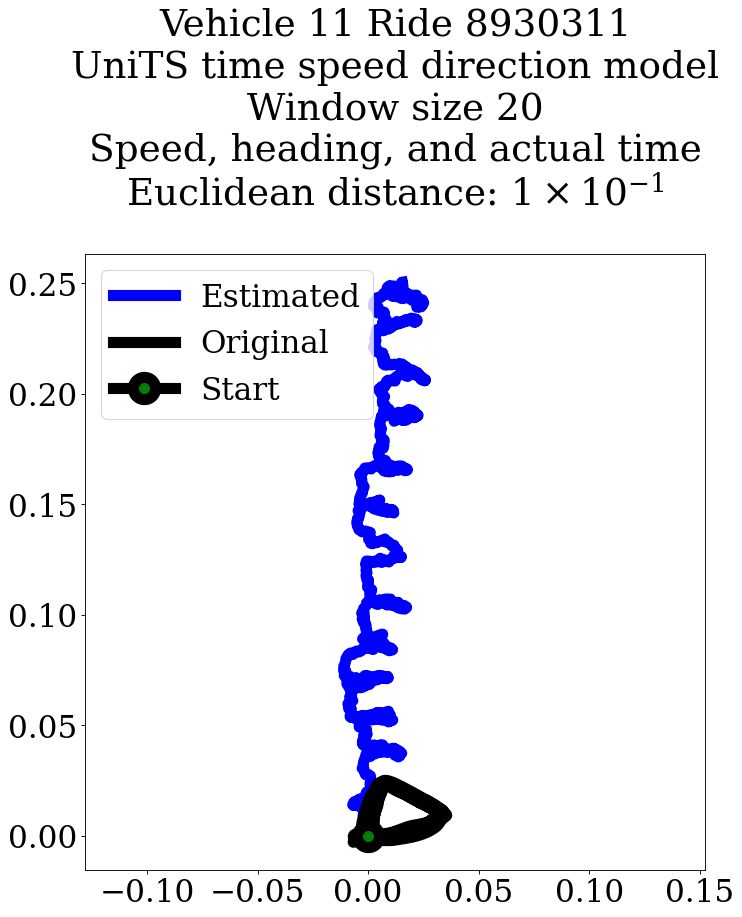 Vehicle 11 Ride 8930311
UniTS time speed direction model
Window size 20
Speed, heading, and actual time
Euclidean distance: $1 \times 10^{-1}$
Estimated
Original
Start
0.25
0.20
0.15
0.10
0.05
0.00
−0.10 −0.05 0.00 0.05 0.10 0.15